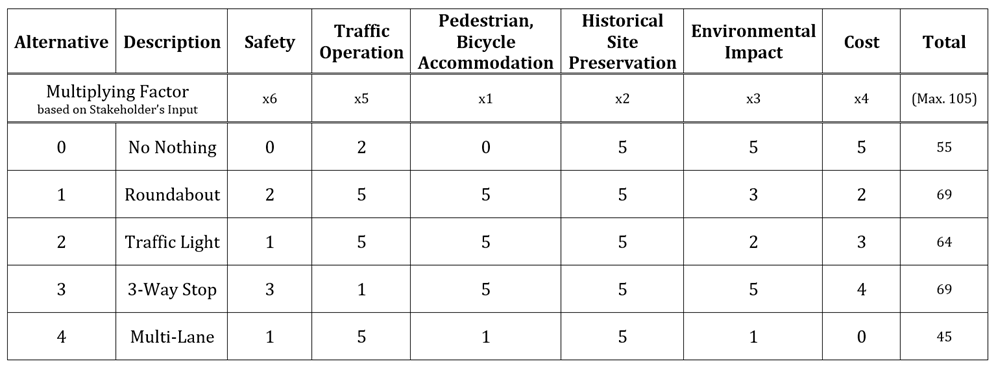 Alternative Description Safety Traffic Operation Pedestrian, Bicycle Accommodation Historical Site Preservation Environmental Impact Cost Total
Multiplying Factor based on Stakeholder's Input x6 x5 x1 x2 x3 x4 (Max. 105)
0 No Nothing 0 2 0 5 5 5 55
1 Roundabout 2 5 5 5 3 2 69
2 Traffic Light 1 5 5 5 2 3 64
3 3-Way Stop 3 1 5 5 5 4 69
4 Multi-Lane 1 5 1 5 1 0 45